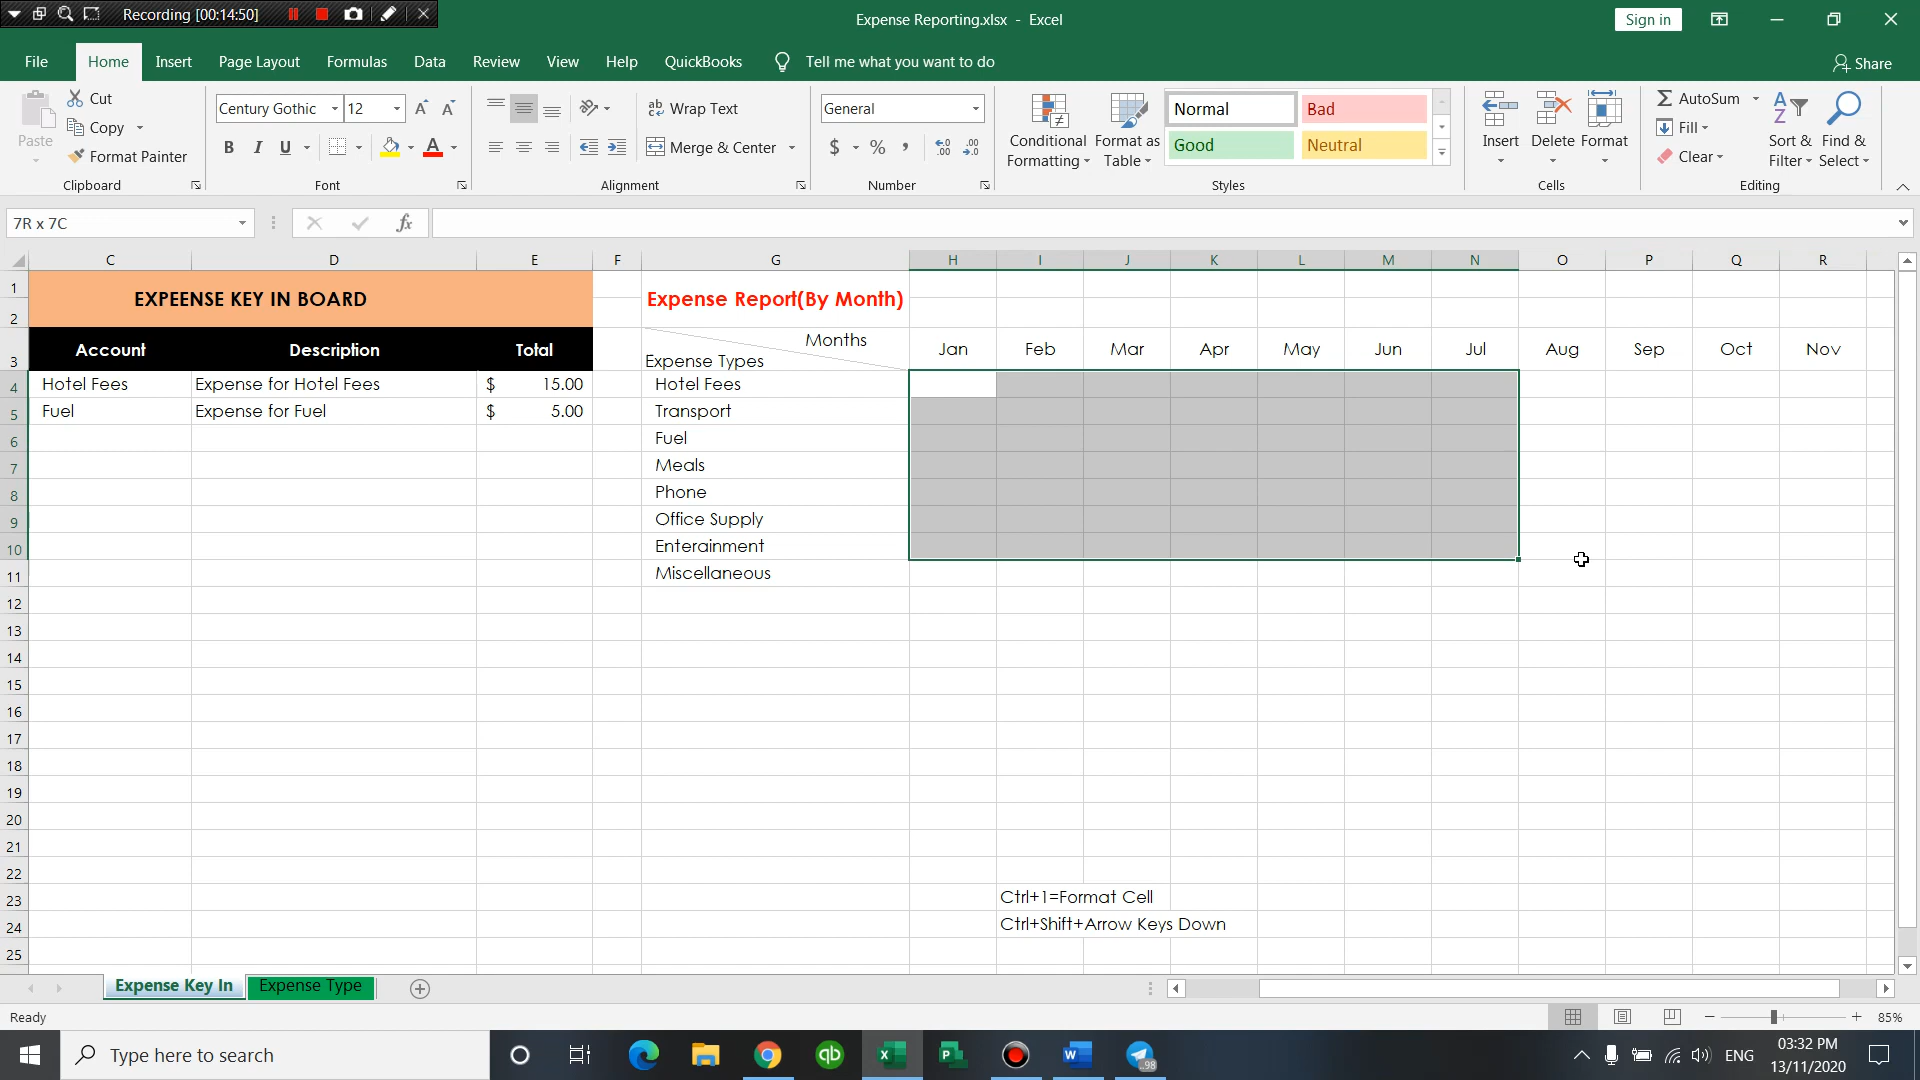 Recording [00:14:50]
Expense Reporting.xlsx - Excel
Sign in
File Home Insert Page Layout Formulas Data Review View Help QuickBooks Tell me what you want to do Share
Paste
Cut
Copy
Format Painter
Clipboard
Century Gothic 12
B I U
Font
Wrap Text
Merge & Center
Alignment
General
$ % ,
Number
Conditional Formatting
Format as Table
Normal Bad
Good Neutral
Styles
Insert Delete Format
Cells
AutoSum
Fill
Clear
Sort & Filter
Find & Select
Editing
7R x 7C
fx
C D E F G H I J K L M N O P Q R
1 EXPEENSE KEY IN BOARD Expense Report(By Month)
2
3 Account Description Total Months Expense Types Jan Feb Mar Apr May Jun Jul Aug Sep Oct Nov
4 Hotel Fees Expense for Hotel Fees $ 15.00 Hotel Fees
5 Fuel Expense for Fuel $ 5.00 Transport
6 Fuel
7 Meals
8 Phone
9 Office Supply
10 Enterainment
11 Miscellaneous
12
13
14
15
16
17
18
19
20
21
22
23 Ctrl+1=Format Cell
24 Ctrl+Shift+Arrow Keys Down
25
Expense Key In Expense Type
Ready
85%
Type here to search
..98
ENG
03:32 PM
13/11/2020